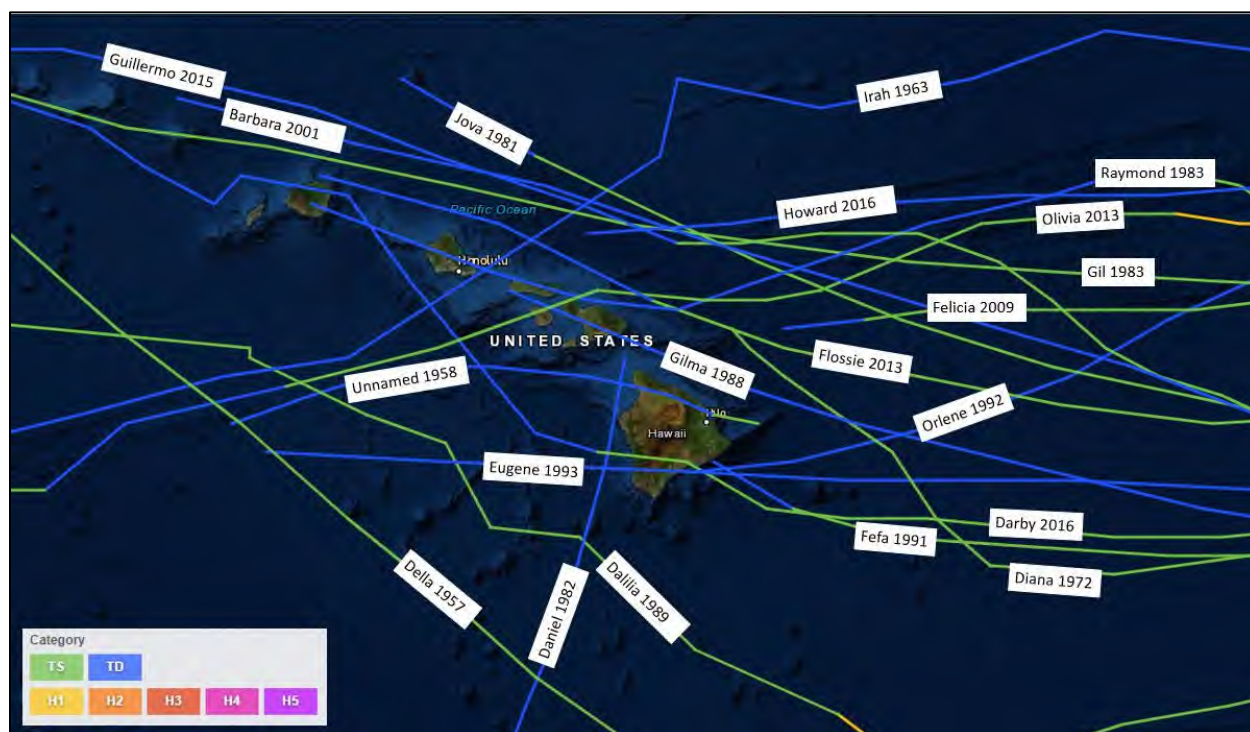 Guillermo 2015
Irah 1963
Barbara 2001
Jova 1981
Raymond 1983
Howard 2016
Pacific Ocean
Olivia 2013
Honolulu
Gil 1983
Felicia 2009
UNITED STATES
Gilma 1988
Flossie 2013
Unnamed 1958
Orlene 1992
Hilo
Hawaii
Eugene 1993
Darby 2016
Fefa 1991
Diana 1972
Della 1957
Daniel 1982
Dalilia 1989
Category
TS TD
H1 H2 H3 H4 H5